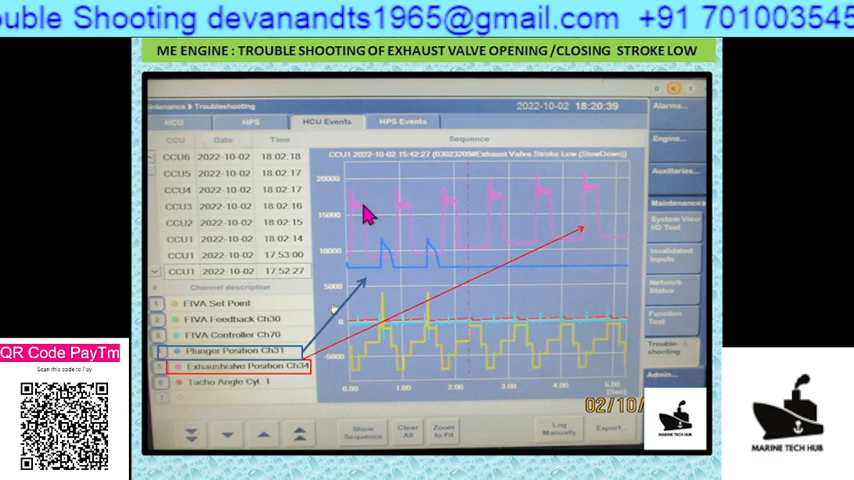 ouble Shooting devanandts1965@gmail.com +91 701003545
ME ENGINE : TROUBLE SHOOTING OF EXHAUST VALVE OPENING /CLOSING STROKE LOW
intenance ▸ Troubleshooting
2022-10-02 18:20:39
Alarms...
HCU HPS HCU Events HPS Events
CCU Date Time
Sequence
Engine...
CCU1 2022-10-02 15:42:27 (03023209#Exhaust Valve Stroke Low (SlowDown))
CCU6 2022-10-02 18:02:18
CCU5 2022-10-02 18:02:17
CCU4 2022-10-02 18:02:17
CCU3 2022-10-02 18:02:16
CCU2 2022-10-02 18:02:15
CCU1 2022-10-02 18:02:14
CCU1 2022-10-02 17:53:00
CCU1 2022-10-02 17:52:27
20000
15000
10000
5000
0
-5000
0.00 1.00 2.00 3.00 4.00 5.00
[Sec]
Auxiliaries...
Maintenance
System View I/O Test
Invalidated Inputs
Network Status
Function Test
Trouble-shooting
Admin...
# Channel description
1 FIVA Set Point
2 FIVA Feedback Ch30
3 FIVA Controller Ch70
Plunger Position Ch31
5 Exhaustvalve Position Ch34
6 Tacho Angle Cyl. 1
7
02/10/
Show Sequence
Clear All
Zoom to Fit
Log Manually
Export...
QR Code PayTm
Scan this code to Pay
MARINE TECH HUB
MARINE TECH HUB